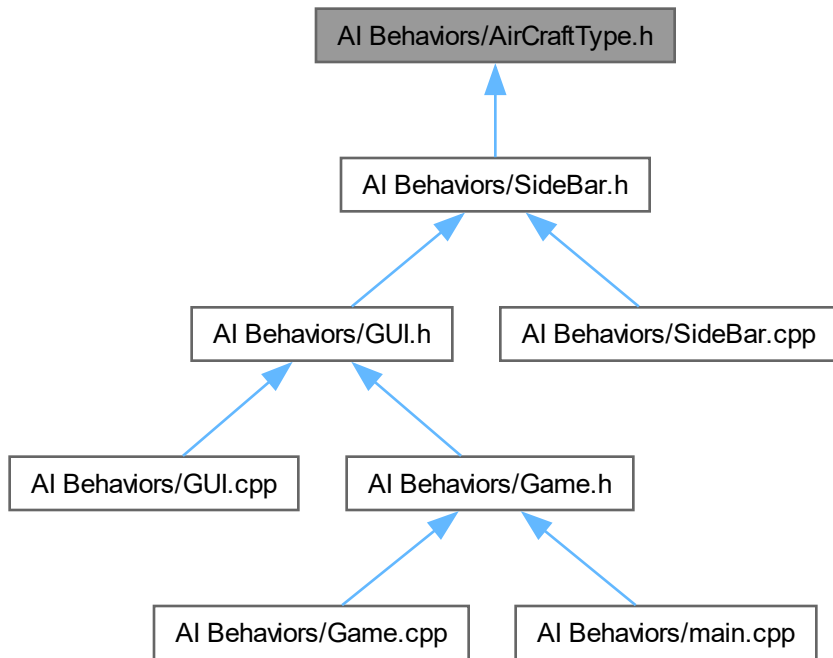 AI Behaviors/AirCraftType.h
AI Behaviors/SideBar.h
AI Behaviors/GUI.h
AI Behaviors/SideBar.cpp
AI Behaviors/GUI.cpp
AI Behaviors/Game.h
AI Behaviors/Game.cpp
AI Behaviors/main.cpp